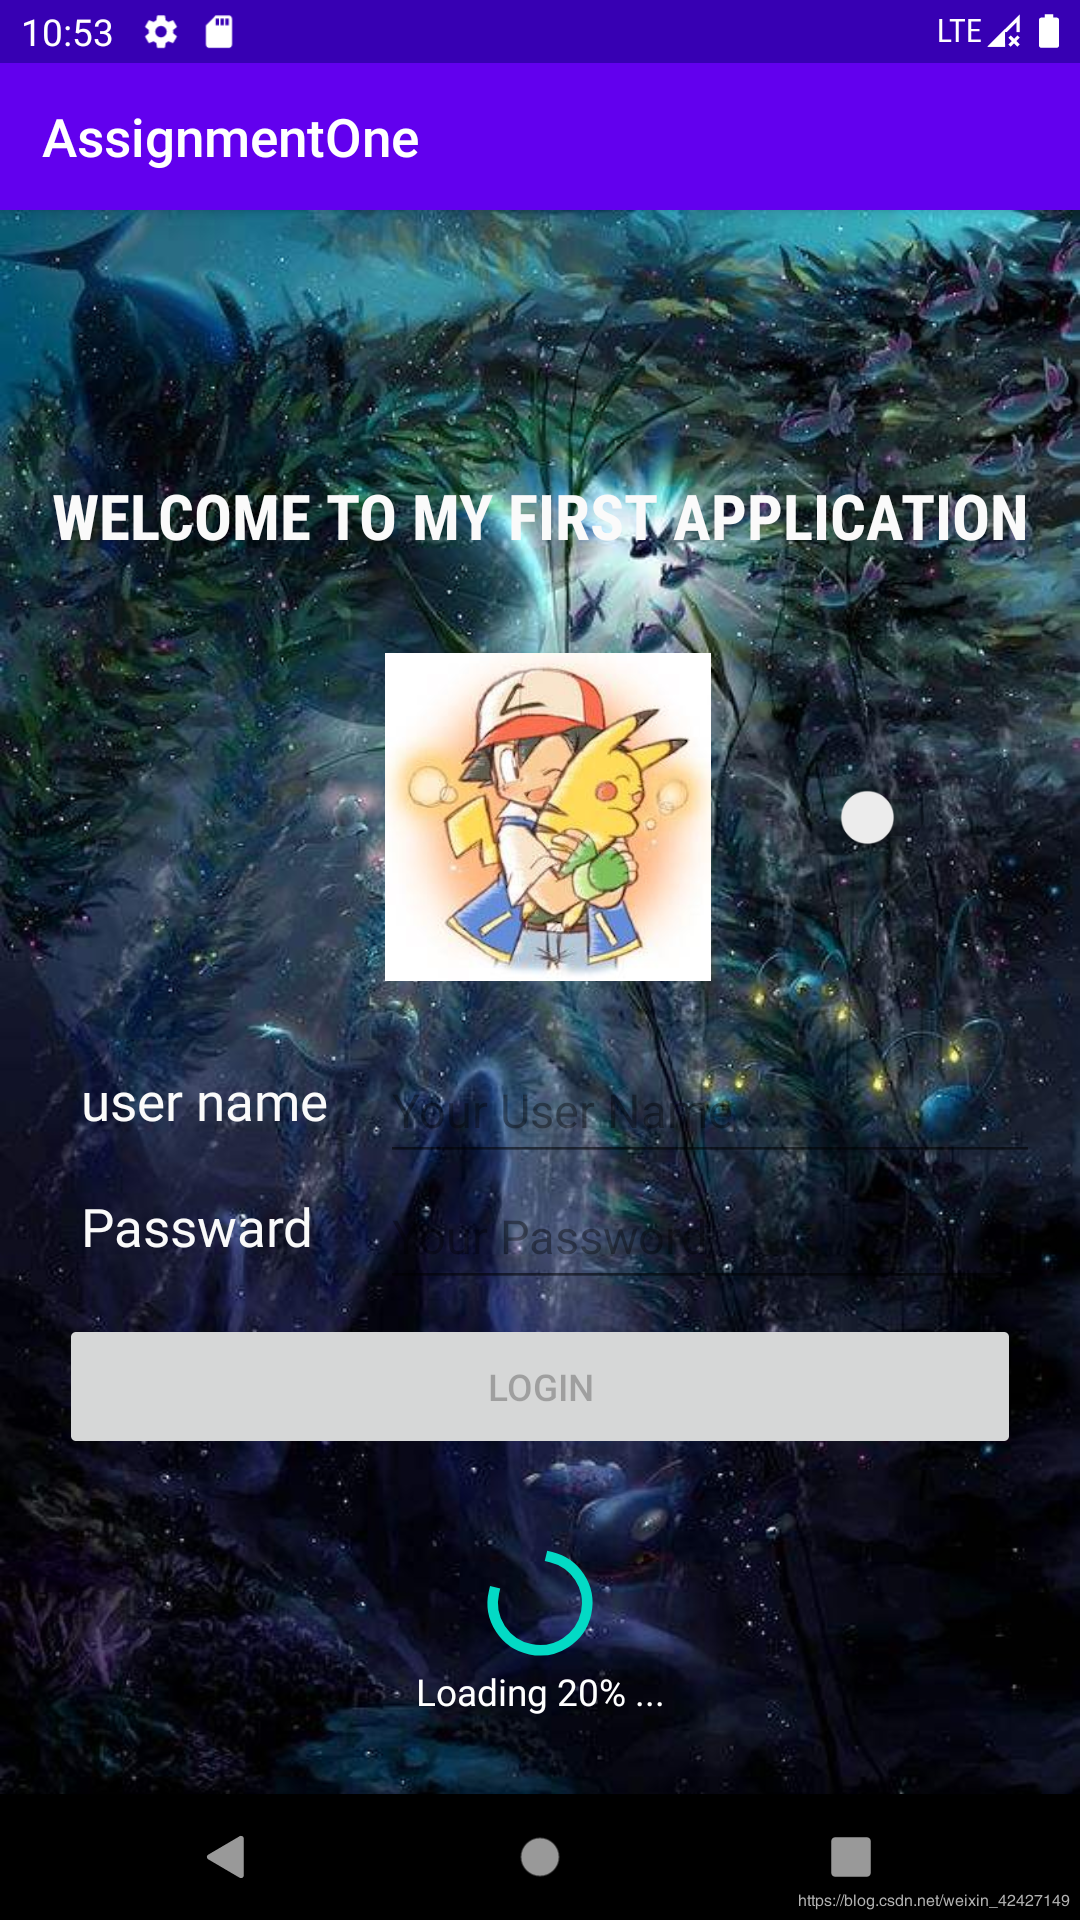 10:53 LTE
AssignmentOne
WELCOME TO MY FIRST APPLICATION
user name Your User Name
Passward Your Password
LOGIN
Loading 20% ...
https://blog.csdn.net/weixin_42427149